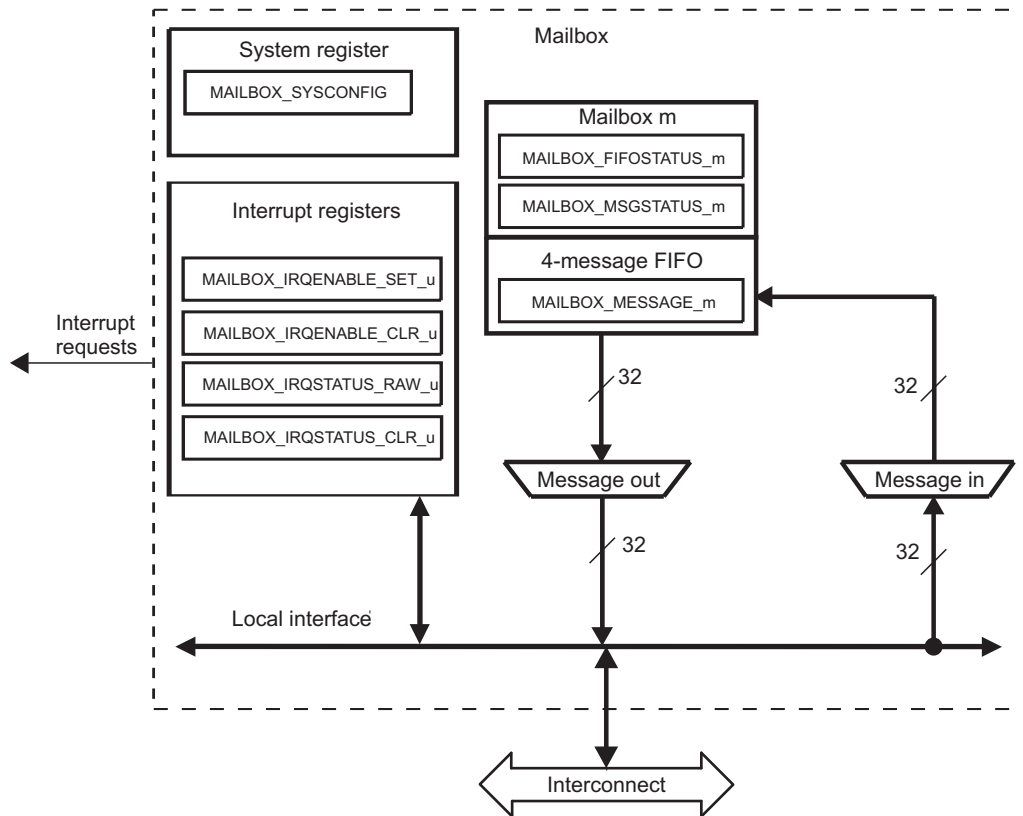 Mailbox
System register
MAILBOX_SYSCONFIG
Mailbox m
MAILBOX_FIFOSTATUS_m
MAILBOX_MSGSTATUS_m
4-message FIFO
MAILBOX_MESSAGE_m
Interrupt registers
MAILBOX_IRQENABLE_SET_u
MAILBOX_IRQENABLE_CLR_u
MAILBOX_IRQSTATUS_RAW_u
MAILBOX_IRQSTATUS_CLR_u
Interrupt
requests
32
32
Message out
Message in
32
32
Local interface
Interconnect